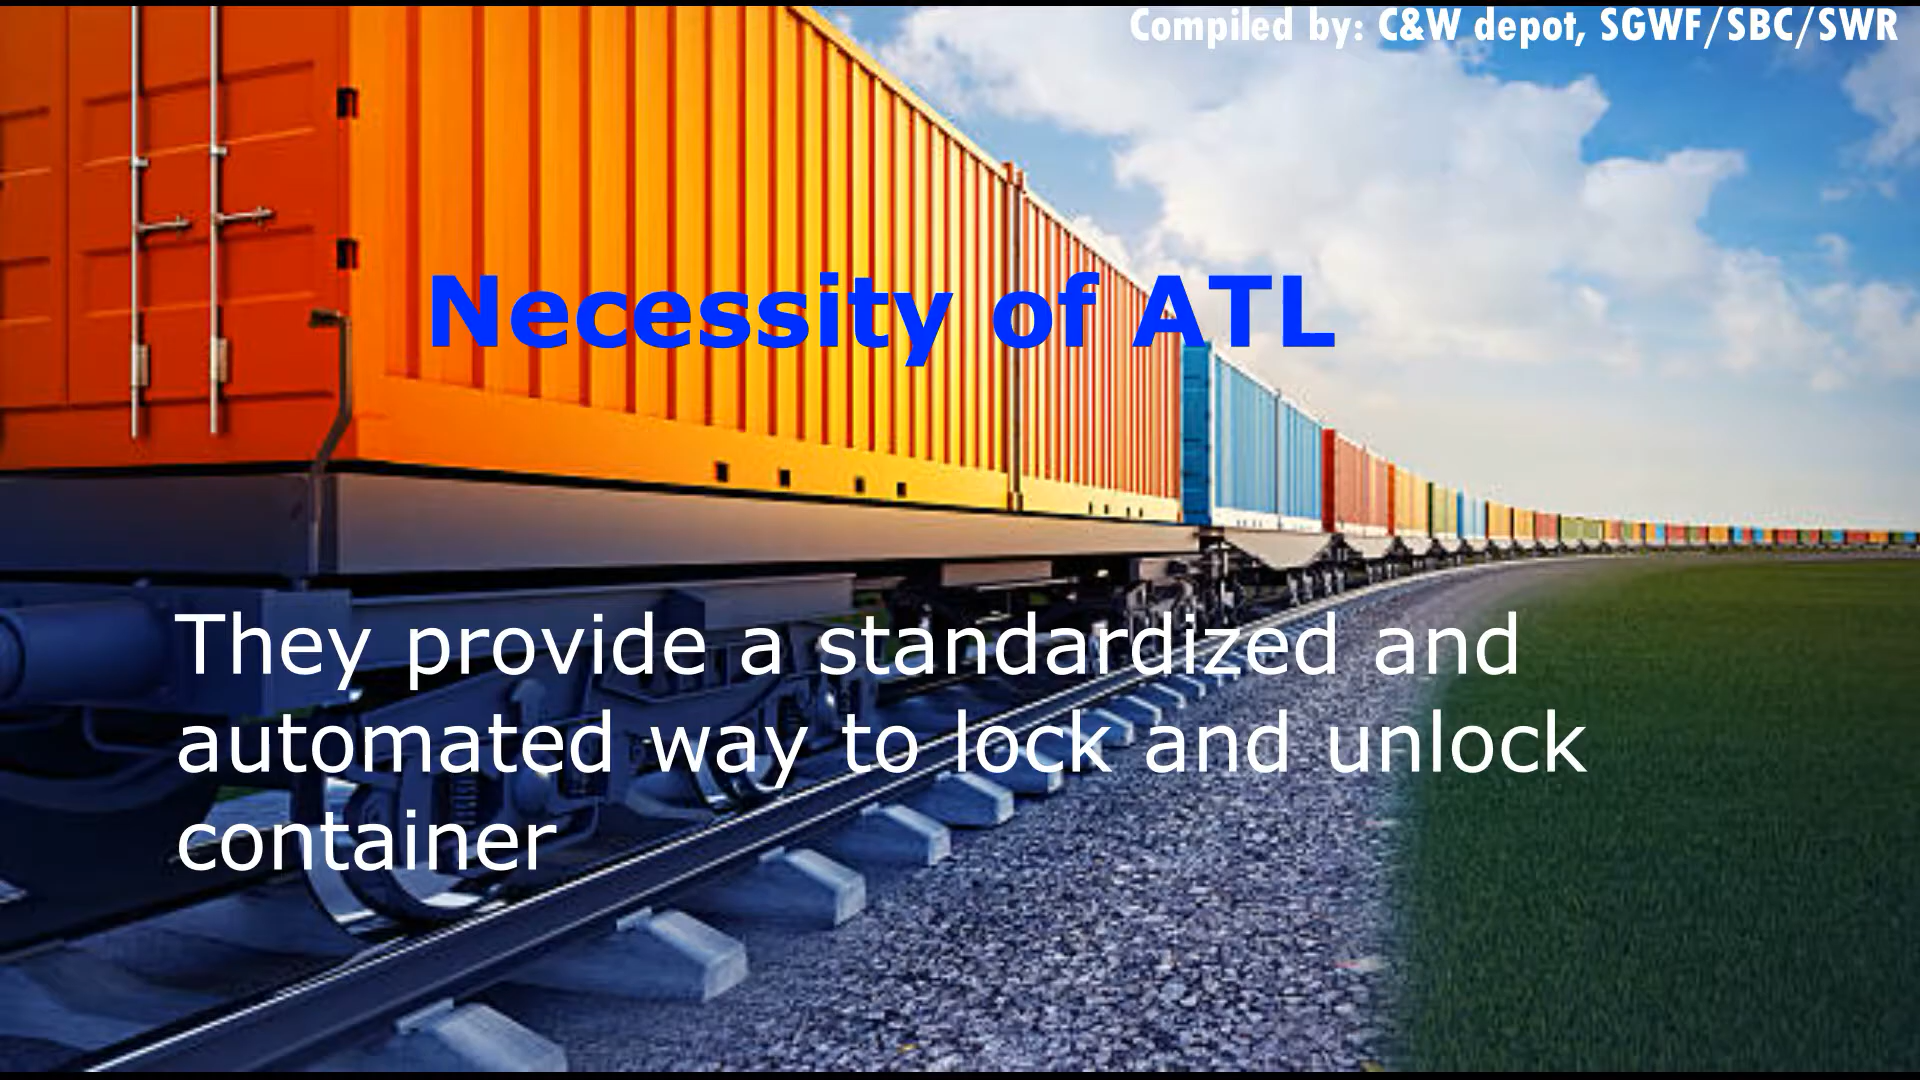 Compiled by: C&W depot, SGWF/SBC/SWR
Necessity of ATL
They provide a standardized and
automated way to lock and unlock
container